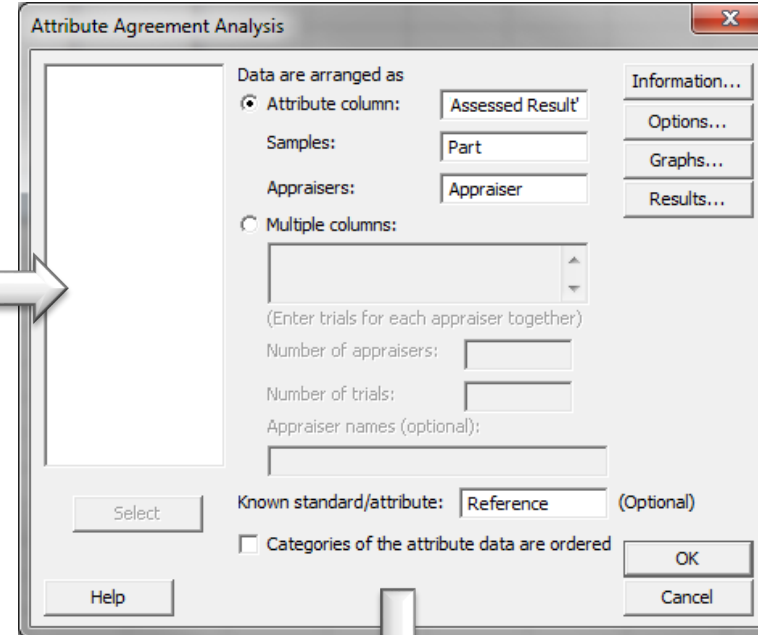 Attribute Agreement Analysis
x
Data are arranged as
Attribute column: Assessed Result'
Samples: Part
Appraisers: Appraiser
Multiple columns:
(Enter trials for each appraiser together)
Number of appraisers:
Number of trials:
Appraiser names (optional):
Known standard/attribute: Reference (Optional)
Categories of the attribute data are ordered
Information...
Options...
Graphs...
Results...
Select
Help
OK
Cancel